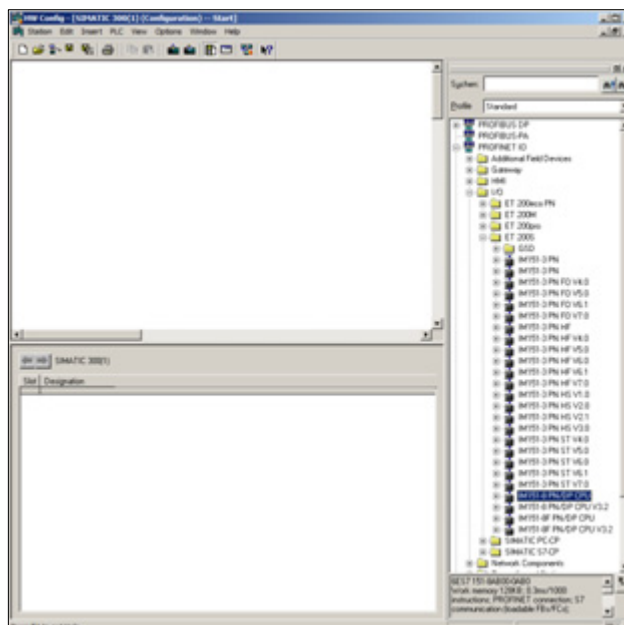 HW Config - [SIMATIC 300(1) (Configuration) -- Start]
Station Edit Insert PLC View Options Window Help
Suchen:
Profile: Standard
PROFIBUS DP
PROFIBUS-PA
PROFINET IO
Additional Field Devices
Gateway
HMI
I/O
ET 200eco PN
ET 200M
ET 200pro
ET 200S
GSD
IM151-3 PN
IM151-3 PN
IM151-3 PN FO V4.0
IM151-3 PN FO V5.0
IM151-3 PN FO V6.1
IM151-3 PN FO V7.0
IM151-3 PN HF
IM151-3 PN HF V4.0
IM151-3 PN HF V5.0
IM151-3 PN HF V6.0
IM151-3 PN HF V6.1
IM151-3 PN HF V7.0
IM151-3 PN HS V1.0
IM151-3 PN HS V2.0
IM151-3 PN HS V2.1
IM151-3 PN HS V3.0
IM151-3 PN ST V4.0
IM151-3 PN ST V5.0
IM151-3 PN ST V6.0
IM151-3 PN ST V6.1
IM151-3 PN ST V7.0
IM151-8 PN/DP CPU
IM151-8 PN/DP CPU V3.2
IM151-8F PN/DP CPU
IM151-8F PN/DP CPU V3.2
SIMATIC PC-CP
SIMATIC S7-CP
Network Components
SIMATIC 300(1)
Slot Designation
6ES7 151-8AB00-0AB0
Work memory 128KB; 0.3ms/1000
instructions; PROFINET connection; S7
communication (loadable FBs/FCs);